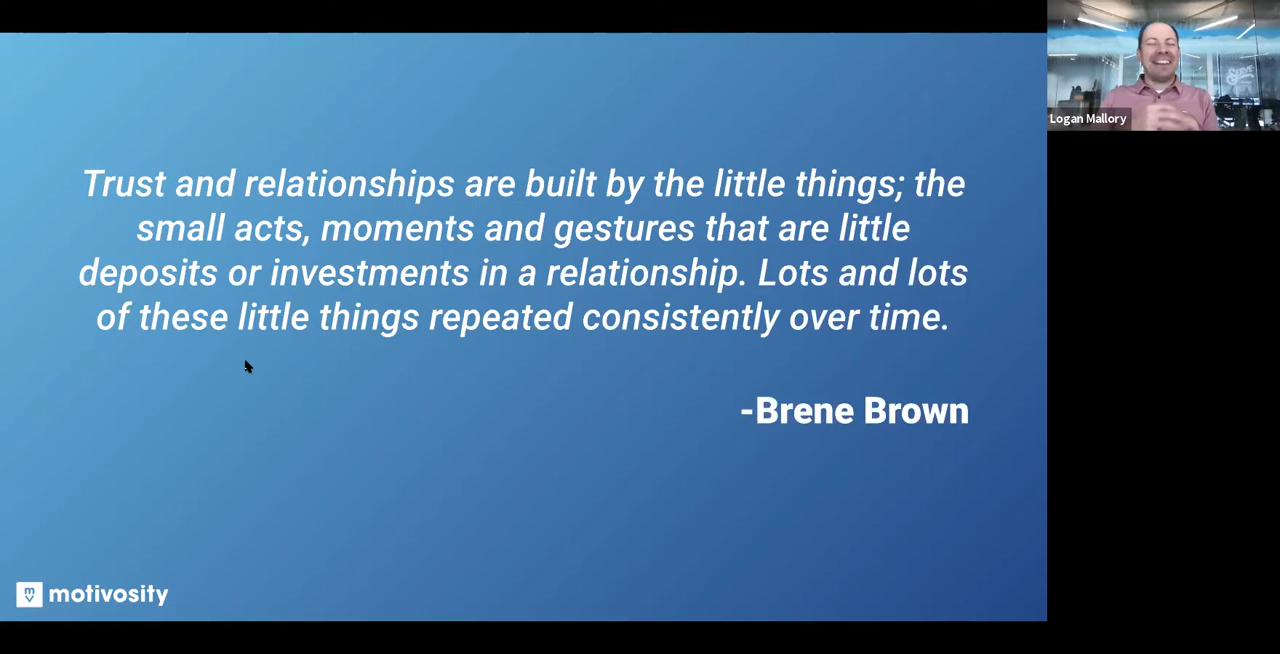 Trust and relationships are built by the little things; the
small acts, moments and gestures that are little
deposits or investments in a relationship. Lots and lots
of these little things repeated consistently over time.
-Brene Brown
mv motivosity
Logan Mallory
SERVE